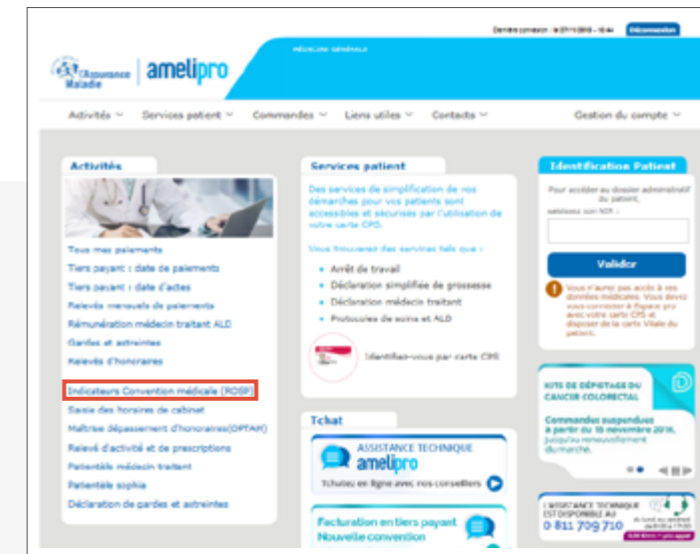 Dernière connexion : le 27/11/2018 - 10:44
Déconnexion
MÉDECINE GÉNÉRALE
l'Assurance
Maladie
amelipro
Activités
Services patient
Commandes
Liens utiles
Contacts
Gestion du compte
Activités
Tous mes paiements
Tiers payant : date de paiements
Tiers payant : date d'actes
Relevés mensuels de paiements
Rémunération médecin traitant ALD
Gardes et astreintes
Relevés d'honoraires
Indicateurs Convention médicale (ROSP)
Saisie des horaires de cabinet
Maîtrise dépassement d'honoraires(OPTAM)
Relevé d'activité et de prescriptions
Patientèle médecin traitant
Patientèle sophia
Déclaration de gardes et astreintes
Services patient
Des services de simplification de vos
démarches pour vos patients sont
accessibles et sécurisés par l'utilisation de
votre carte CPS.
Vous trouverez des services tels que :
Arrêt de travail
Déclaration simplifiée de grossesse
Déclaration médecin traitant
Protocoles de soins et ALD
Identifiez-vous par carte CPS
Tchat
ASSISTANCE TECHNIQUE
amelipro
Tchatez en ligne avec nos conseillers
Facturation en tiers payant
Nouvelle convention
Identification Patient
Pour accéder au dossier administratif
du patient,
saisissez son NIR :
Valider
Vous n'aurez pas accès à ses
données médicales. Vous devez
vous connecter à
avec votre carte CPS et
disposer de la carte Vitale du
patient.
KITS DE DÉPISTAGE DU
CANCER COLORECTAL
Commandes suspendues
à partir du 15 novembre 2018,
jusqu'au renouvellement
du marché.
L'ASSISTANCE TECHNIQUE
EST DISPONIBLE AU
0 811 709 710
du lundi au vendredi